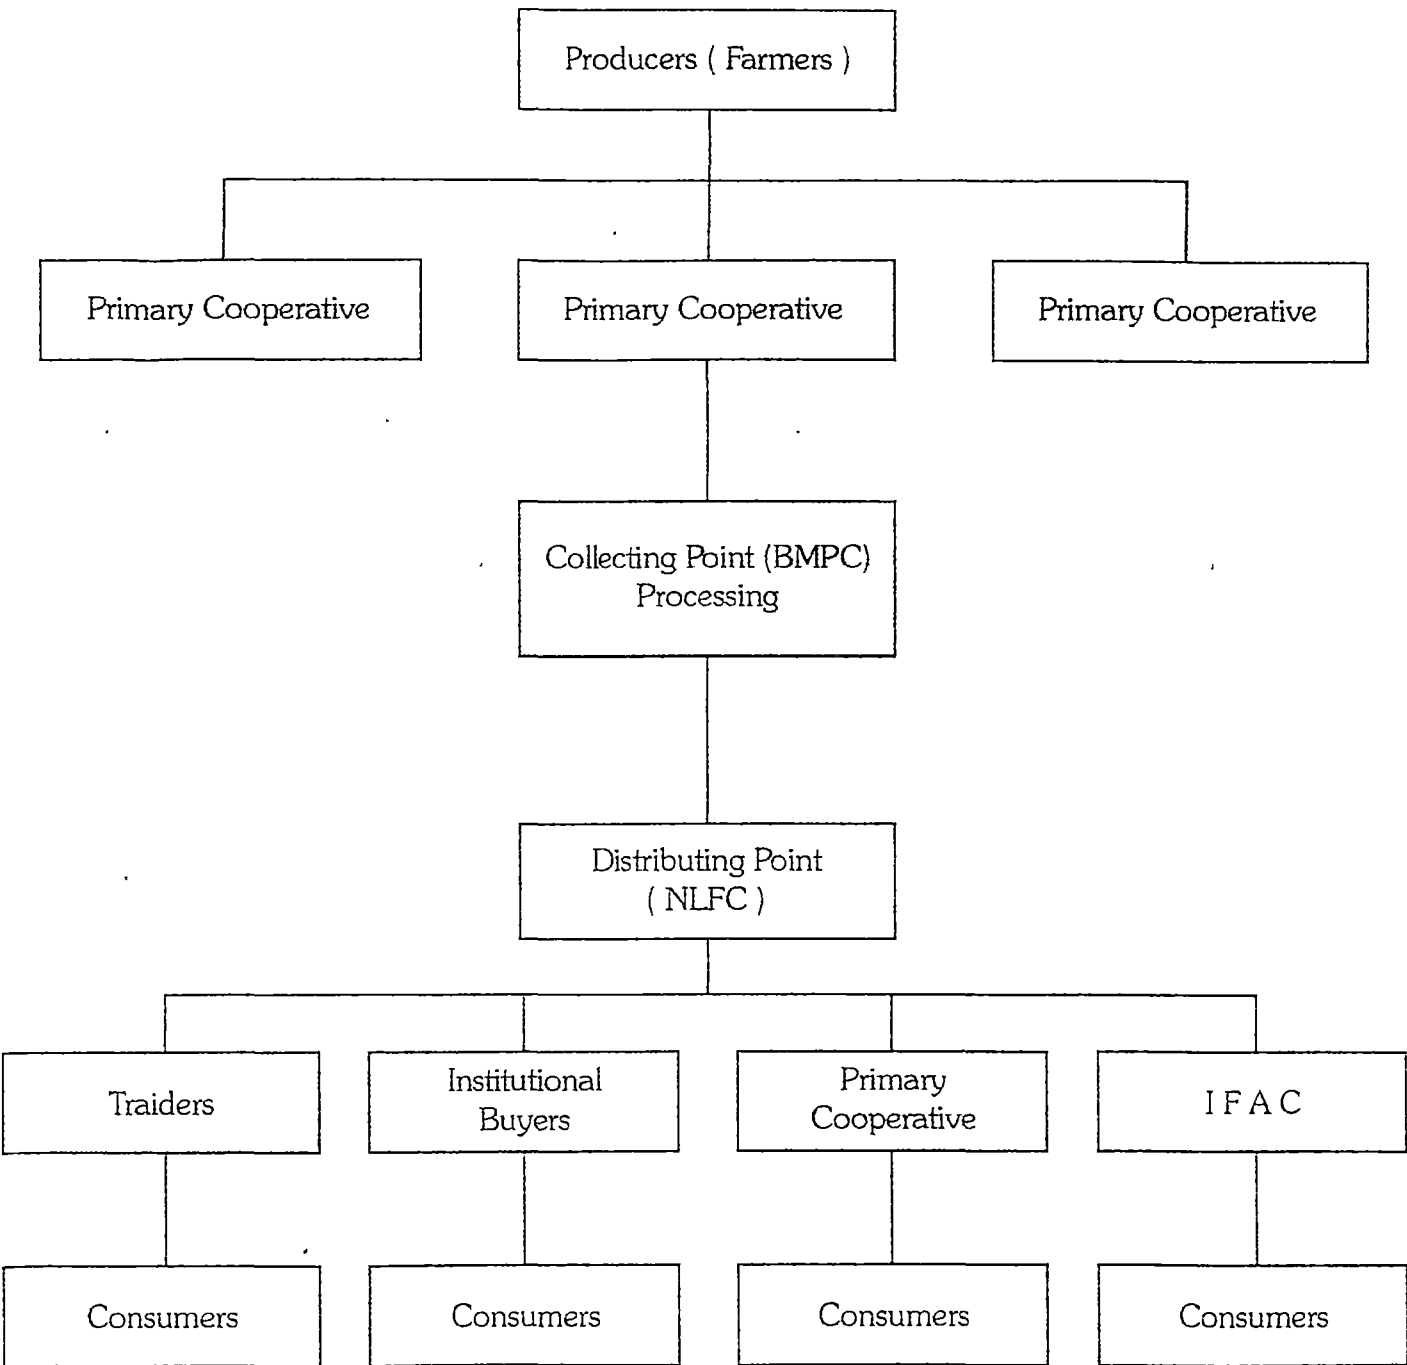 Producers ( Farmers )
Primary Cooperative
Primary Cooperative
Primary Cooperative
Collecting Point (BMPC)
Processing
Distributing Point
( NLFC )
Traiders
Institutional
Buyers
Primary
Cooperative
I F A C
Consumers
Consumers
Consumers
Consumers